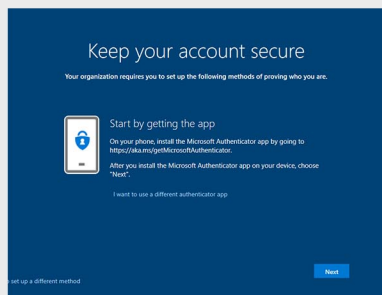 Keep your account secure
Your organization requires you to set up the following methods of proving who you are.
Start by getting the app
On your phone, install the Microsoft Authenticator app by going to
https://aka.ms/getMicrosoftAuthenticator.
After you install the Microsoft Authenticator app on your device, choose
"Next".
I want to use a different authenticator app
Next
set up a different method